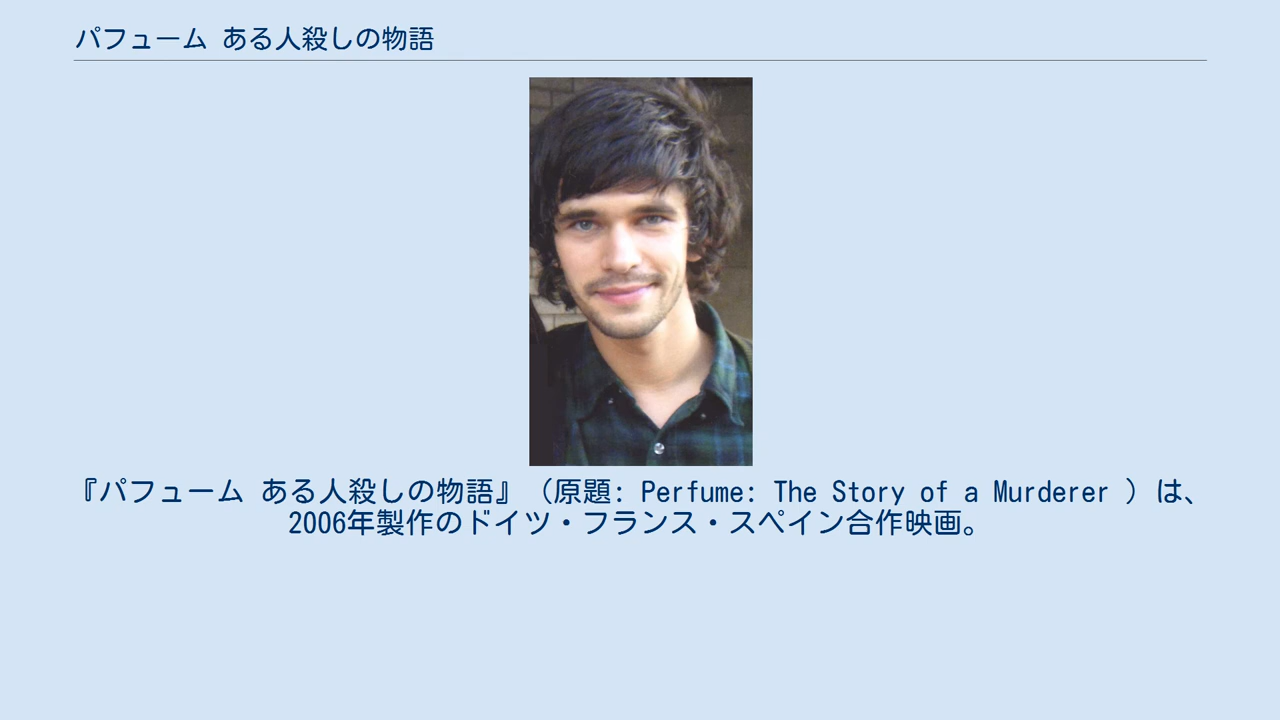 パフューム ある人殺しの物語
『パフューム ある人殺しの物語』（原題: Perfume: The Story of a Murderer ）は、
2006年製作のドイツ・フランス・スペイン合作映画。